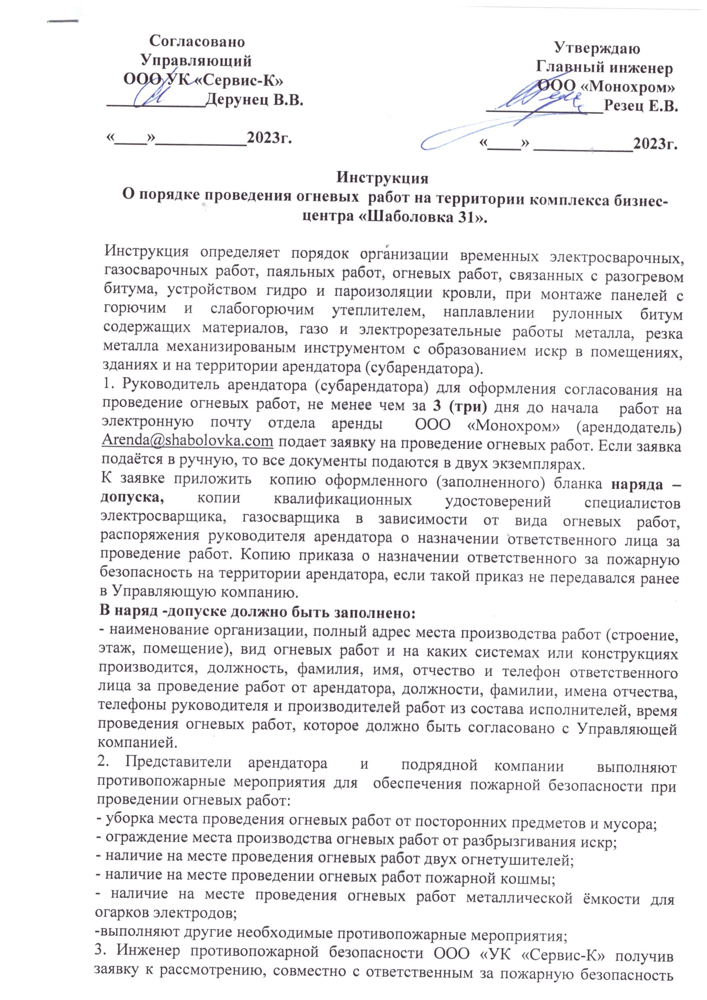 Согласовано
Управляющий
ООО УК «Сервис-К»
____________Дерунец В.В.
«____»___________2023г.
Утверждаю
Главный инженер
ООО «Монохром»
______________Резец Е.В.
«____» ____________2023г.
Инструкция
О порядке проведения огневых работ на территории комплекса бизнес-
центра «Шаболовка 31».
Инструкция определяет порядок организации временных электросварочных,
газосварочных работ, паяльных работ, огневых работ, связанных с разогревом
битума, устройством гидро и пароизоляции кровли, при монтаже панелей с
горючим и слабогорючим утеплителем, наплавлении рулонных битум
содержащих материалов, газо и электрорезательные работы металла, резка
металла механизированым инструментом с образованием искр в помещениях,
зданиях и на территории арендатора (субарендатора).
1. Руководитель арендатора (субарендатора) для оформления согласования на
проведение огневых работ, не менее чем за 3 (три) дня до начала работ на
электронную почту отдела аренды ООО «Монохром» (арендодатель)
Arenda@shabolovka.com подает заявку на проведение огневых работ. Если заявка
подаётся в ручную, то все документы подаются в двух экземплярах.
К заявке приложить копию оформленного (заполненного) бланка наряда –
допуска, копии квалификационных удостоверений специалистов
электросварщика, газосварщика в зависимости от вида огневых работ,
распоряжения руководителя арендатора о назначении ответственного лица за
проведение работ. Копию приказа о назначении ответственного за пожарную
безопасность на территории арендатора, если такой приказ не передавался ранее
в Управляющую компанию.
В наряд -допуске должно быть заполнено:
- наименование организации, полный адрес места производства работ (строение,
этаж, помещение), вид огневых работ и на каких системах или конструкциях
производится, должность, фамилия, имя, отчество и телефон ответственного
лица за проведение работ от арендатора, должности, фамилии, имена отчества,
телефоны руководителя и производителей работ из состава исполнителей, время
проведения огневых работ, которое должно быть согласовано с Управляющей
компанией.
2. Представители арендатора и подрядной компании выполняют
противопожарные мероприятия для обеспечения пожарной безопасности при
проведении огневых работ:
- уборка места проведения огневых работ от посторонних предметов и мусора;
- ограждение места производства огневых работ от разбрызгивания искр;
- наличие на месте проведения огневых работ двух огнетушителей;
- наличие на месте проведении огневых работ пожарной кошмы;
- наличие на месте проведения огневых работ металлической ёмкости для
огарков электродов;
-выполняют другие необходимые противопожарные мероприятия;
3. Инженер противопожарной безопасности ООО «УК «Сервис-К» получив
заявку к рассмотрению, совместно с ответственным за пожарную безопасность